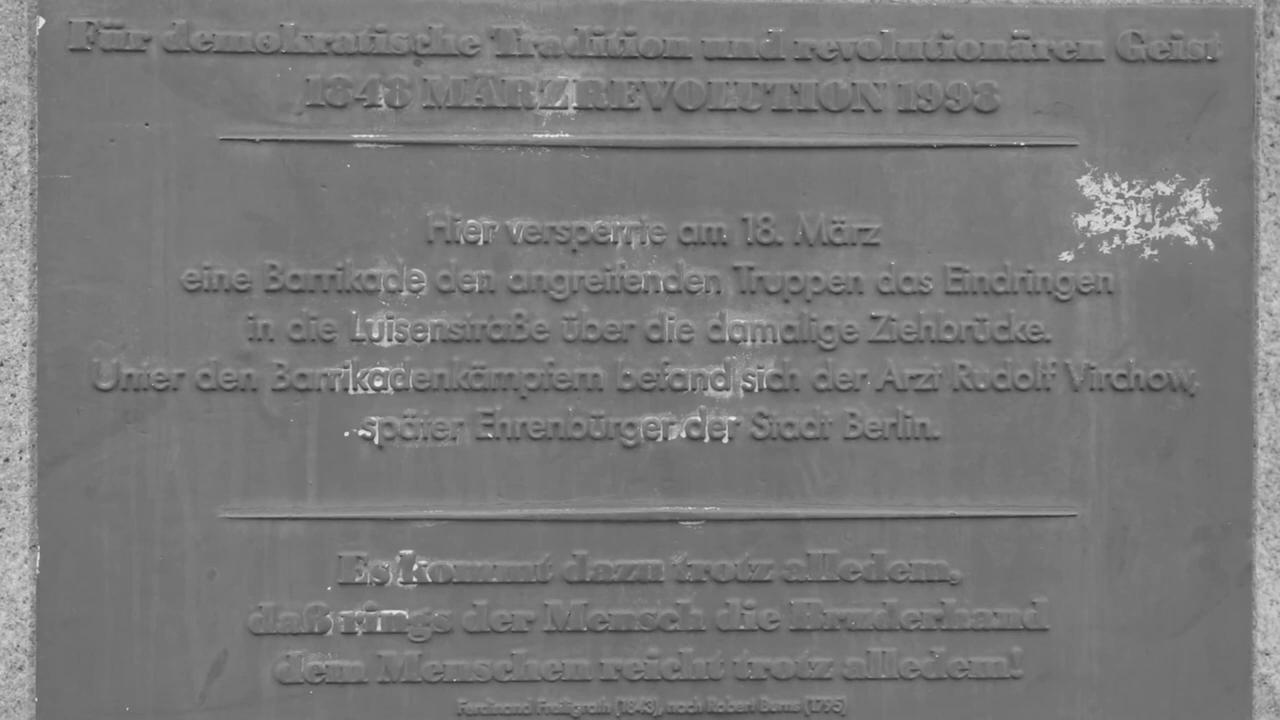 Für demokratische Tradition und revolutionären Geist
1848 MÄRZREVOLUTION 1998
Hier versperrte am 18. März
eine Barrikade den angreifenden Truppen das Eindringen
in die Luisenstraße über die damalige Ziehbrücke.
Unter den Barrikadenkämpfern befand sich der Arzt Rudolf Virchow,
später Ehrenbürger der Stadt Berlin.
Es kommt dazu trotz alledem,
daß rings der Mensch die Bruderhand
dem Menschen reicht trotz alledem!
Ferdinand Freiligrath (1843), nach Robert Burns (1795)